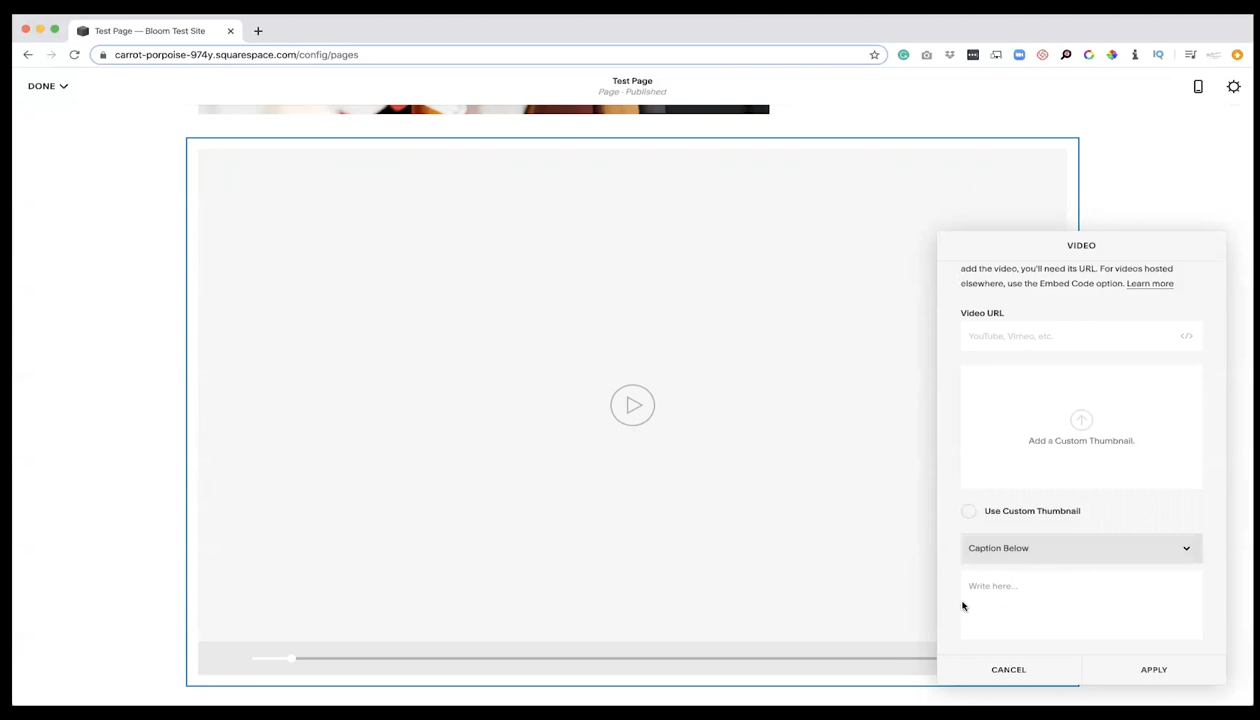 Test Page — Bloom Test Site
carrot-porpoise-974y.squarespace.com/config/pages
IQ
DONE
Test Page
Page · Published
VIDEO
add the video, you'll need its URL. For videos hosted
elsewhere, use the Embed Code option. Learn more
Video URL
YouTube, Vimeo, etc.
</>
Add a Custom Thumbnail.
Use Custom Thumbnail
Caption Below
Write here...
CANCEL
APPLY